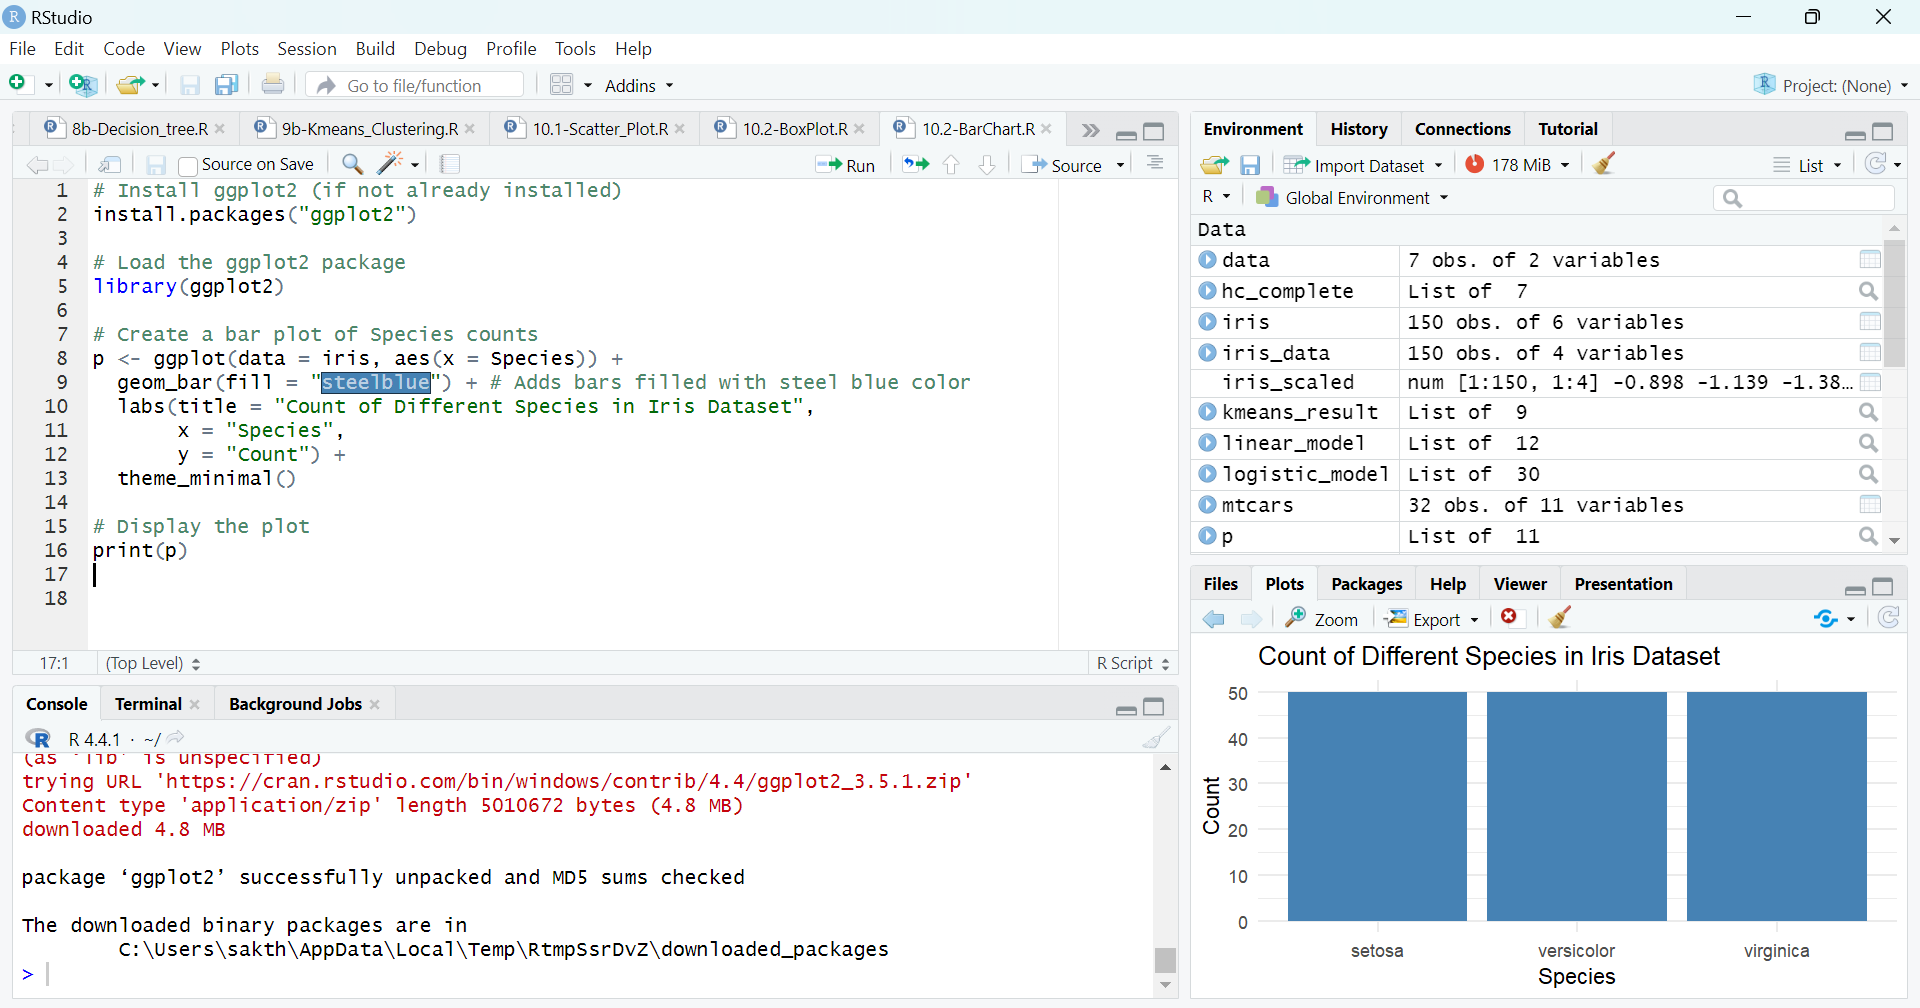 RStudio
File Edit Code View Plots Session Build Debug Profile Tools Help
Go to file/function Addins Project: (None)
8b-Decision_tree.R 9b-Kmeans_Clustering.R 10.1-Scatter_Plot.R 10.2-BoxPlot.R 10.2-BarChart.R
Source on Save Run Source
1 # Install ggplot2 (if not already installed)
2 install.packages("ggplot2")
3
4 # Load the ggplot2 package
5 library(ggplot2)
6
7 # Create a bar plot of Species counts
8 p <- ggplot(data = iris, aes(x = Species)) +
9 geom_bar(fill = "steelblue") + # Adds bars filled with steel blue color
10 labs(title = "Count of Different Species in Iris Dataset",
11 x = "Species",
12 y = "Count") +
13 theme_minimal()
14
15 # Display the plot
16 print(p)
17
18
17:1 (Top Level) R Script
Console Terminal Background Jobs
R 4.4.1 · ~/
(as 'lib' is unspecified)
trying URL 'https://cran.rstudio.com/bin/windows/contrib/4.4/ggplot2_3.5.1.zip'
Content type 'application/zip' length 5010672 bytes (4.8 MB)
downloaded 4.8 MB
package ‘ggplot2’ successfully unpacked and MD5 sums checked
The downloaded binary packages are in
C:\Users\sakth\AppData\Local\Temp\RtmpSsrDvZ\downloaded_packages
>
Environment History Connections Tutorial
Import Dataset 178 MiB List
R Global Environment
Data
data 7 obs. of 2 variables
hc_complete List of 7
iris 150 obs. of 6 variables
iris_data 150 obs. of 4 variables
iris_scaled num [1:150, 1:4] -0.898 -1.139 -1.38...
kmeans_result List of 9
linear_model List of 12
logistic_model List of 30
mtcars 32 obs. of 11 variables
p List of 11
Files Plots Packages Help Viewer Presentation
Zoom Export
Count of Different Species in Iris Dataset
50
40
30
20
10
0
Count
setosa versicolor virginica
Species